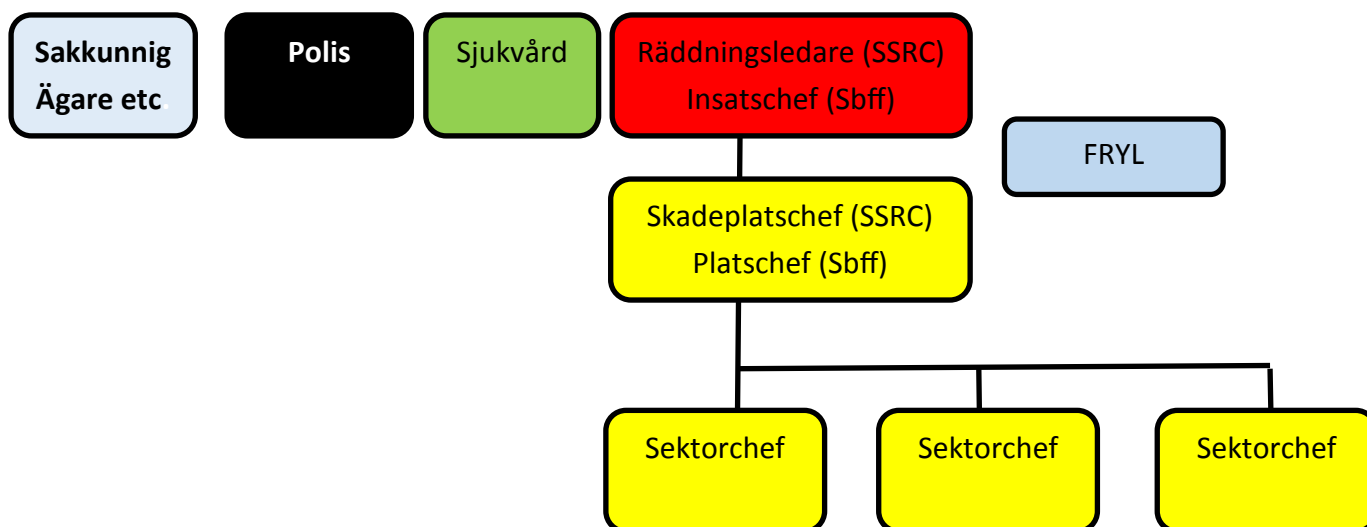 Sakkunnig
Ägare etc
Polis
Sjukvård
Räddningsledare (SSRC)
Insatschef (Sbff)
FRYL
Skadeplatschef (SSRC)
Platschef (Sbff)
Sektorchef
Sektorchef
Sektorchef